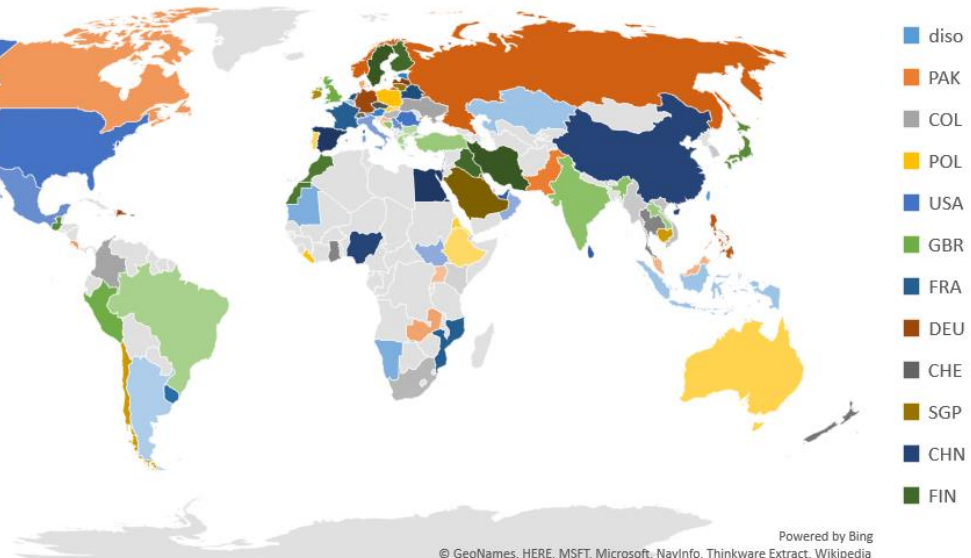 diso
PAK
COL
POL
USA
GBR
FRA
DEU
CHE
SGP
CHN
FIN
Powered by Bing
© GeoNames, HERE, MSFT, Microsoft, NavInfo, Thinkware Extract, Wikipedia